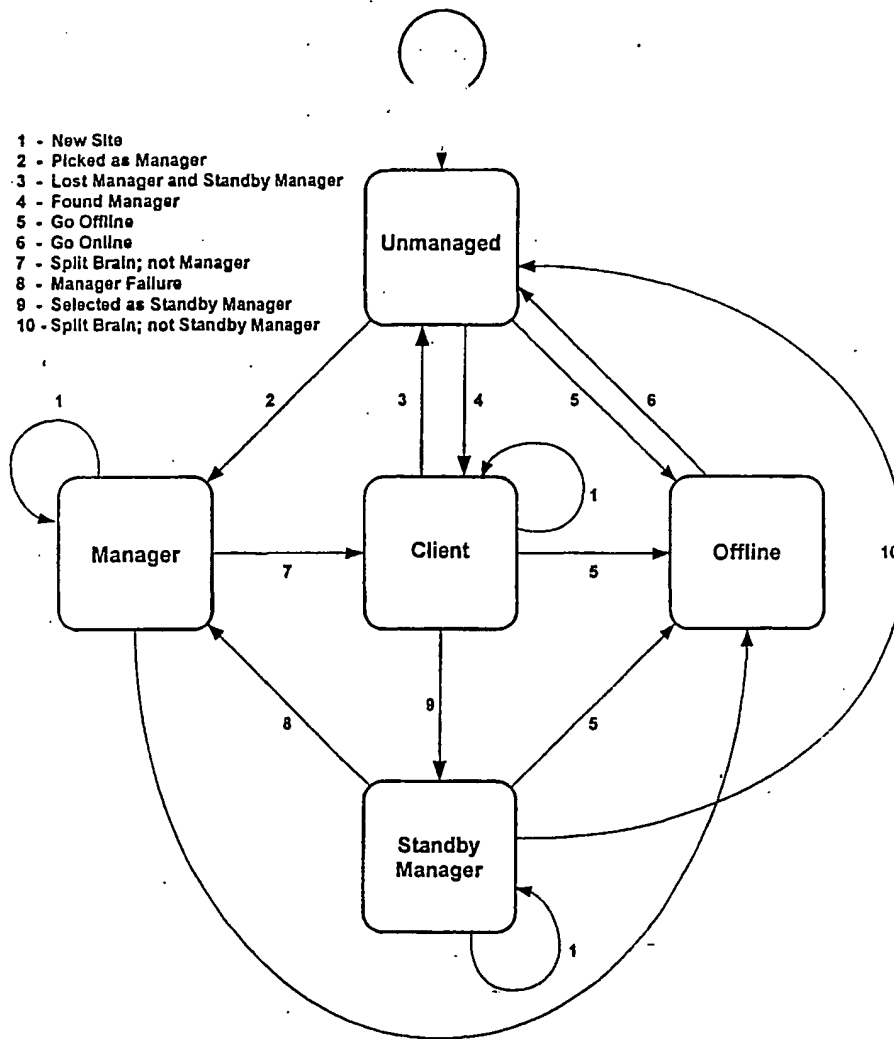 1 - New Site
2 - Picked as Manager
3 - Lost Manager and Standby Manager
4 - Found Manager
5 - Go Offline
6 - Go Online
7 - Split Brain; not Manager
8 - Manager Failure
9 - Selected as Standby Manager
10 - Split Brain; not Standby Manager
Unmanaged
1
2
3
4
5
6
1
Manager
7
Client
5
Offline
10
8
9
5
Standby
Manager
1